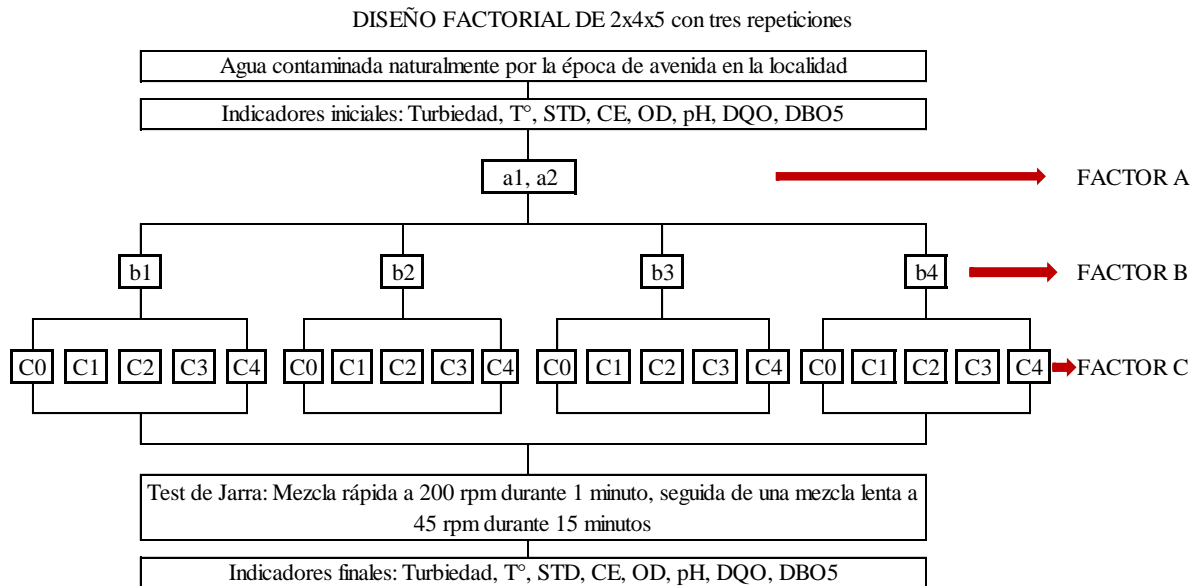 DISEÑO FACTORIAL DE 2x4x5 con tres repeticiones
Agua contaminada naturalmente por la época de avenida en la localidad
Indicadores iniciales: Turbiedad, T°, STD, CE, OD, pH, DQO, DBO5
a1, a2
FACTOR A
b1 b2 b3 b4
FACTOR B
C0 C1 C2 C3 C4 C0 C1 C2 C3 C4 C0 C1 C2 C3 C4 C0 C1 C2 C3 C4
FACTOR C
Test de Jarra: Mezcla rápida a 200 rpm durante 1 minuto, seguida de una mezcla lenta a
45 rpm durante 15 minutos
Indicadores finales: Turbiedad, T°, STD, CE, OD, pH, DQO, DBO5